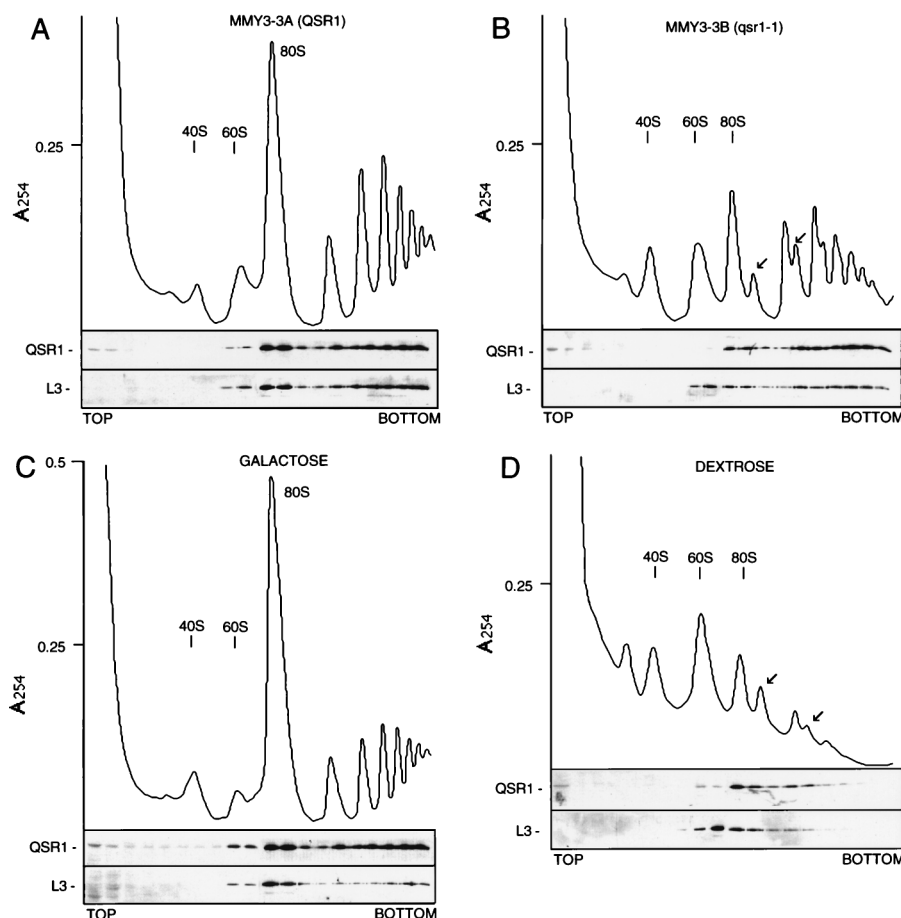 A
MMY3-3A (QSR1)
80S
40S 60S
0.25
A254
QSR1 -
L3 -
TOP BOTTOM
B
MMY3-3B (qsr1-1)
40S 60S 80S
0.25
A254
QSR1 -
L3 -
TOP BOTTOM
C
GALACTOSE
0.5
80S
40S 60S
0.25
A254
QSR1 -
L3 -
TOP BOTTOM
D
DEXTROSE
40S 60S 80S
0.25
A254
QSR1 -
L3 -
TOP BOTTOM